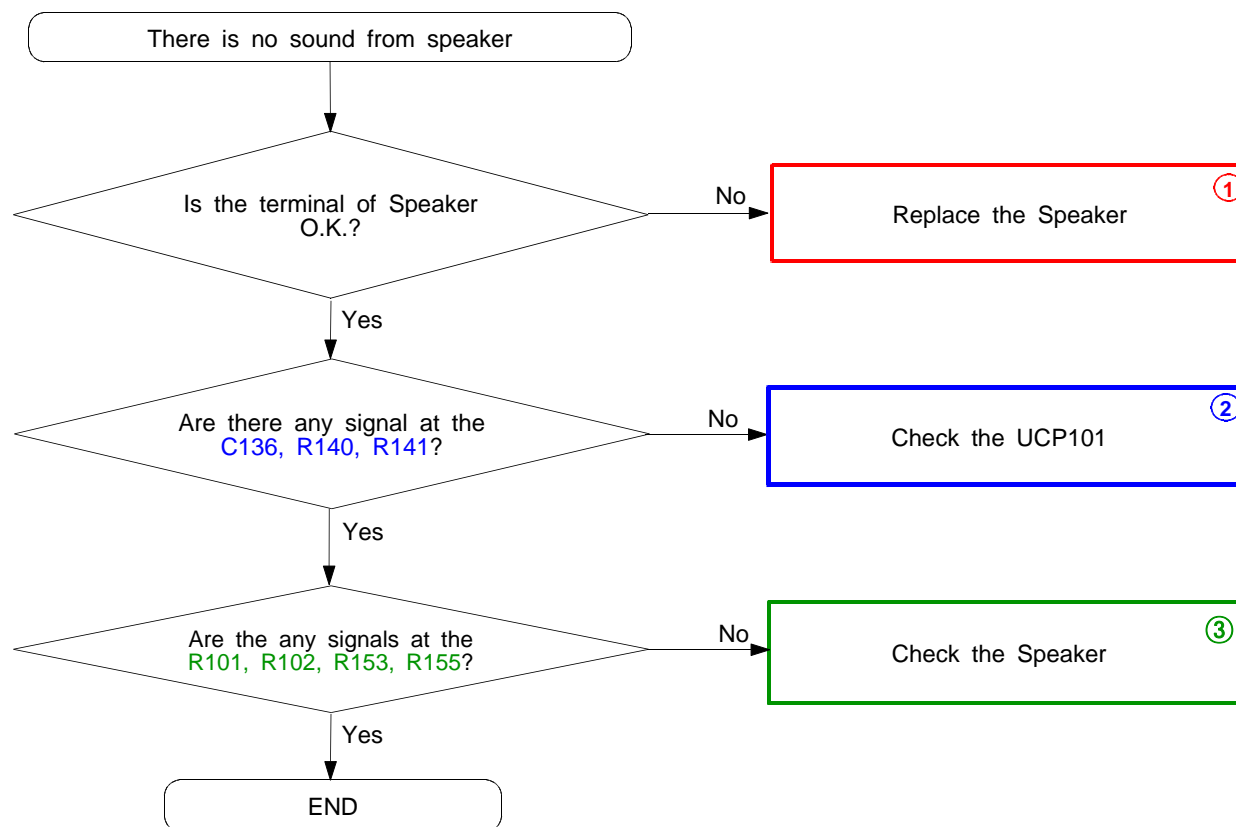 There is no sound from speaker
Is the terminal of Speaker
O.K.?
No
1
Replace the Speaker
Yes
Are there any signal at the
C136, R140, R141?
No
2
Check the UCP101
Yes
Are the any signals at the
R101, R102, R153, R155?
No
3
Check the Speaker
Yes
END